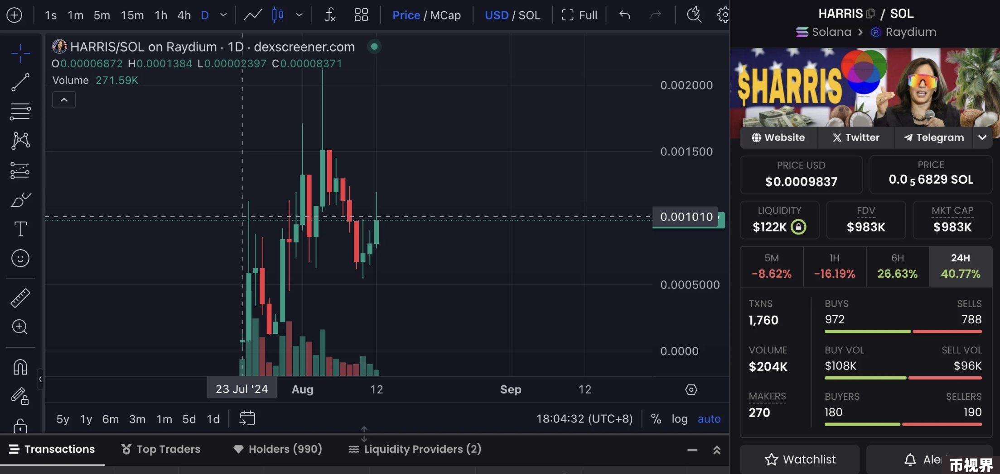 1s 1m 5m 15m 1h 4h D Price / MCap USD / SOL Full
HARRIS/SOL on Raydium · 1D · dexscreener.com
O0.00006872 H0.0001384 L0.00002397 C0.00008371
Volume 271.59K
0.002000
0.001500
0.001010
0.0005000
0.0000
23 Jul '24 Aug 12 Sep 12
5y 1y 6m 3m 1m 5d 1d 18:04:32 (UTC+8) % log auto
Transactions Top Traders Holders (990) Liquidity Providers (2)
HARRIS / SOL
Solana > Raydium
$HARRIS
Website Twitter Telegram
PRICE USD PRICE
$0.0009837 0.0₅6829 SOL
LIQUIDITY FDV MKT CAP
$122K $983K $983K
5M 1H 6H 24H
-8.62% -16.19% 26.63% 40.77%
TXNS BUYS SELLS
1,760 972 788
VOLUME BUY VOL SELL VOL
$204K $108K $96K
MAKERS BUYERS SELLERS
270 180 190
Watchlist
币视界